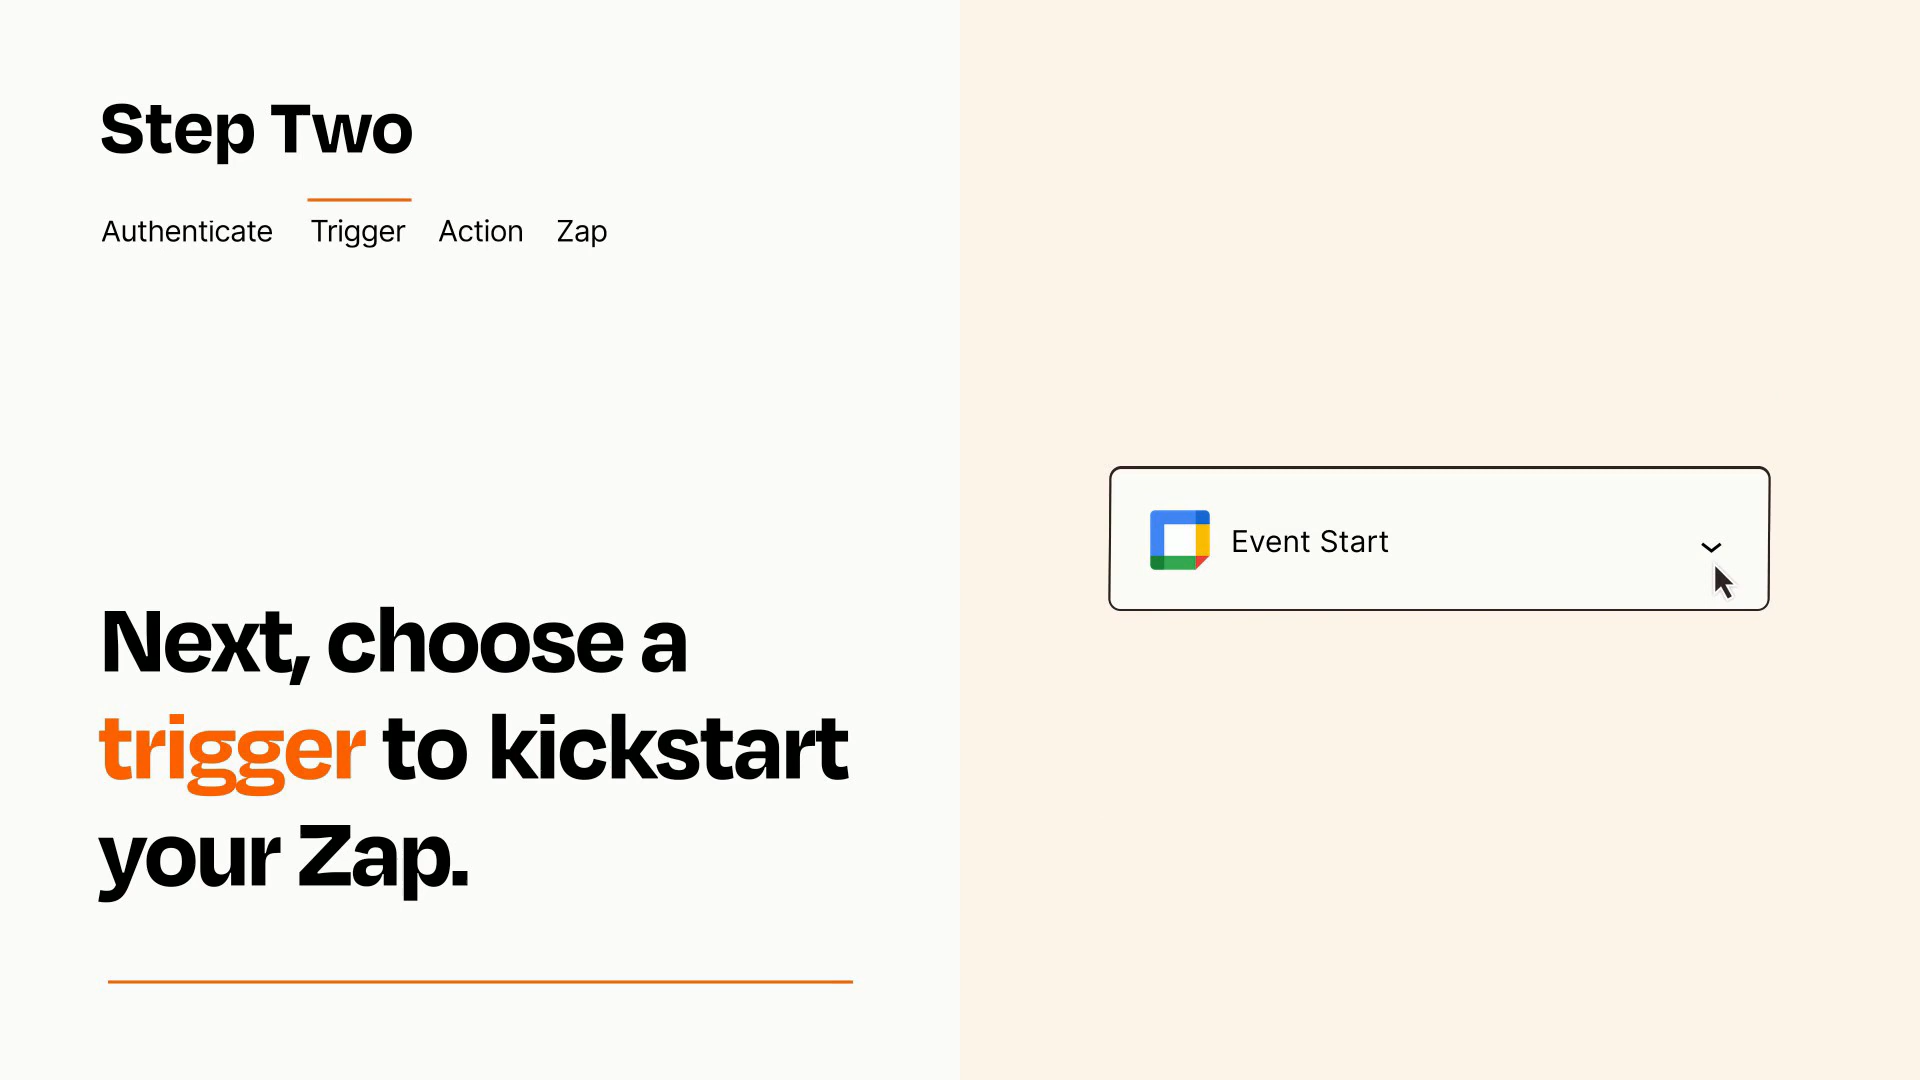 Step Two
Authenticate Trigger Action Zap
Next, choose a
trigger to kickstart
your Zap.
Event Start